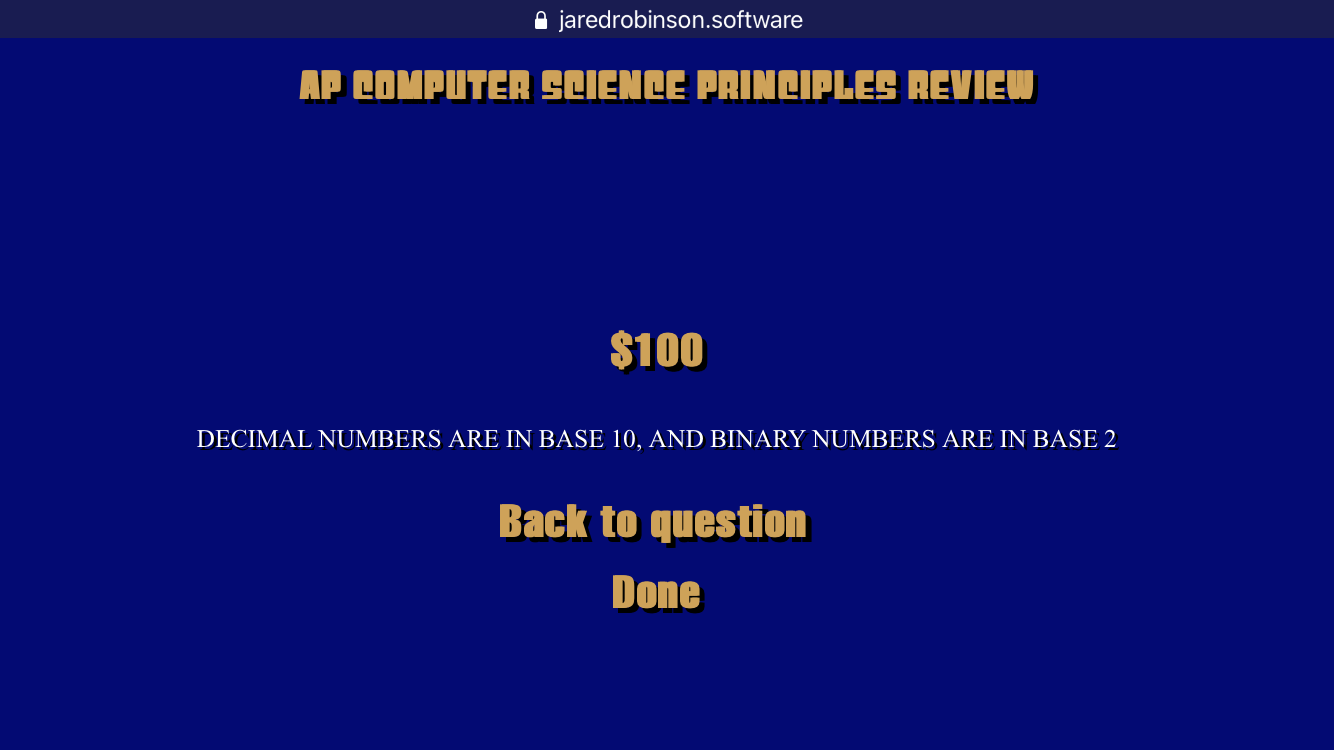 jaredrobinson.software
AP COMPUTER SCIENCE PRINCIPLES REVIEW
$100
DECIMAL NUMBERS ARE IN BASE 10, AND BINARY NUMBERS ARE IN BASE 2
Back to question
Done